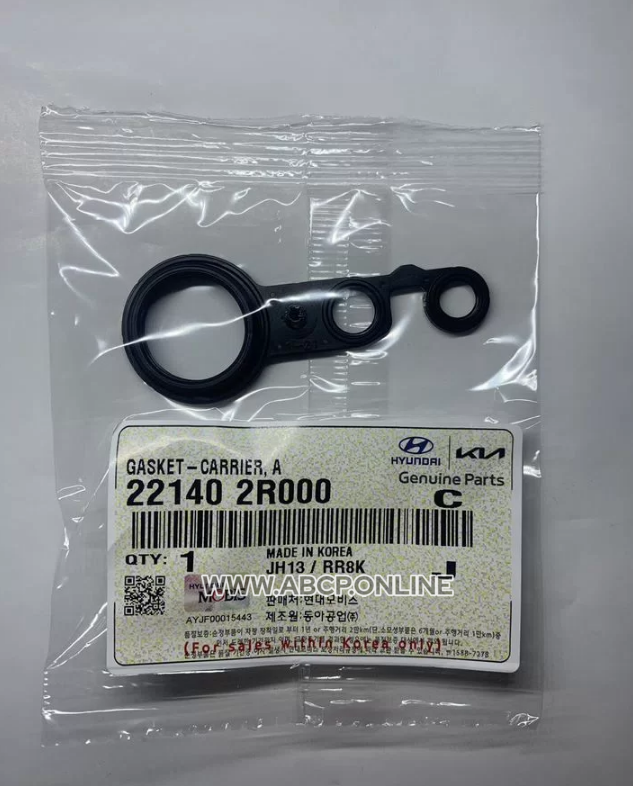 HYUNDAI KIA
GASKET-CARRIER, A
Genuine Parts
22140 2R000
C
QTY: 1
MADE IN KOREA
JH13 / RR8K
J
WWW.ABCP.ONLINE
판매처:현대모비스
AYJF00015443
제조원:동아공업㈜
(For sales within Korea only)
☎1588-7278